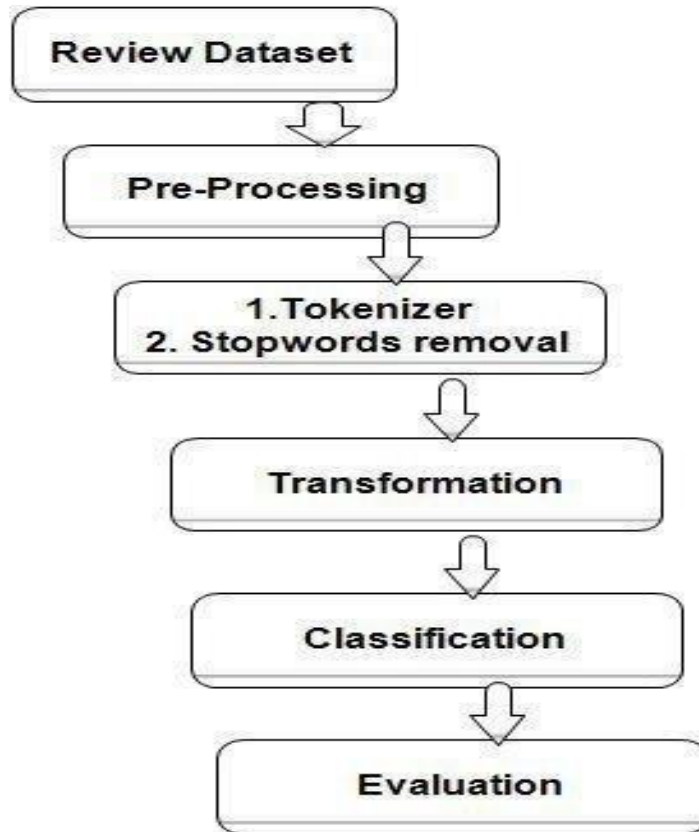 Review Dataset
Pre-Processing
1.Tokenizer
2. Stopwords removal
Transformation
Classification
Evaluation